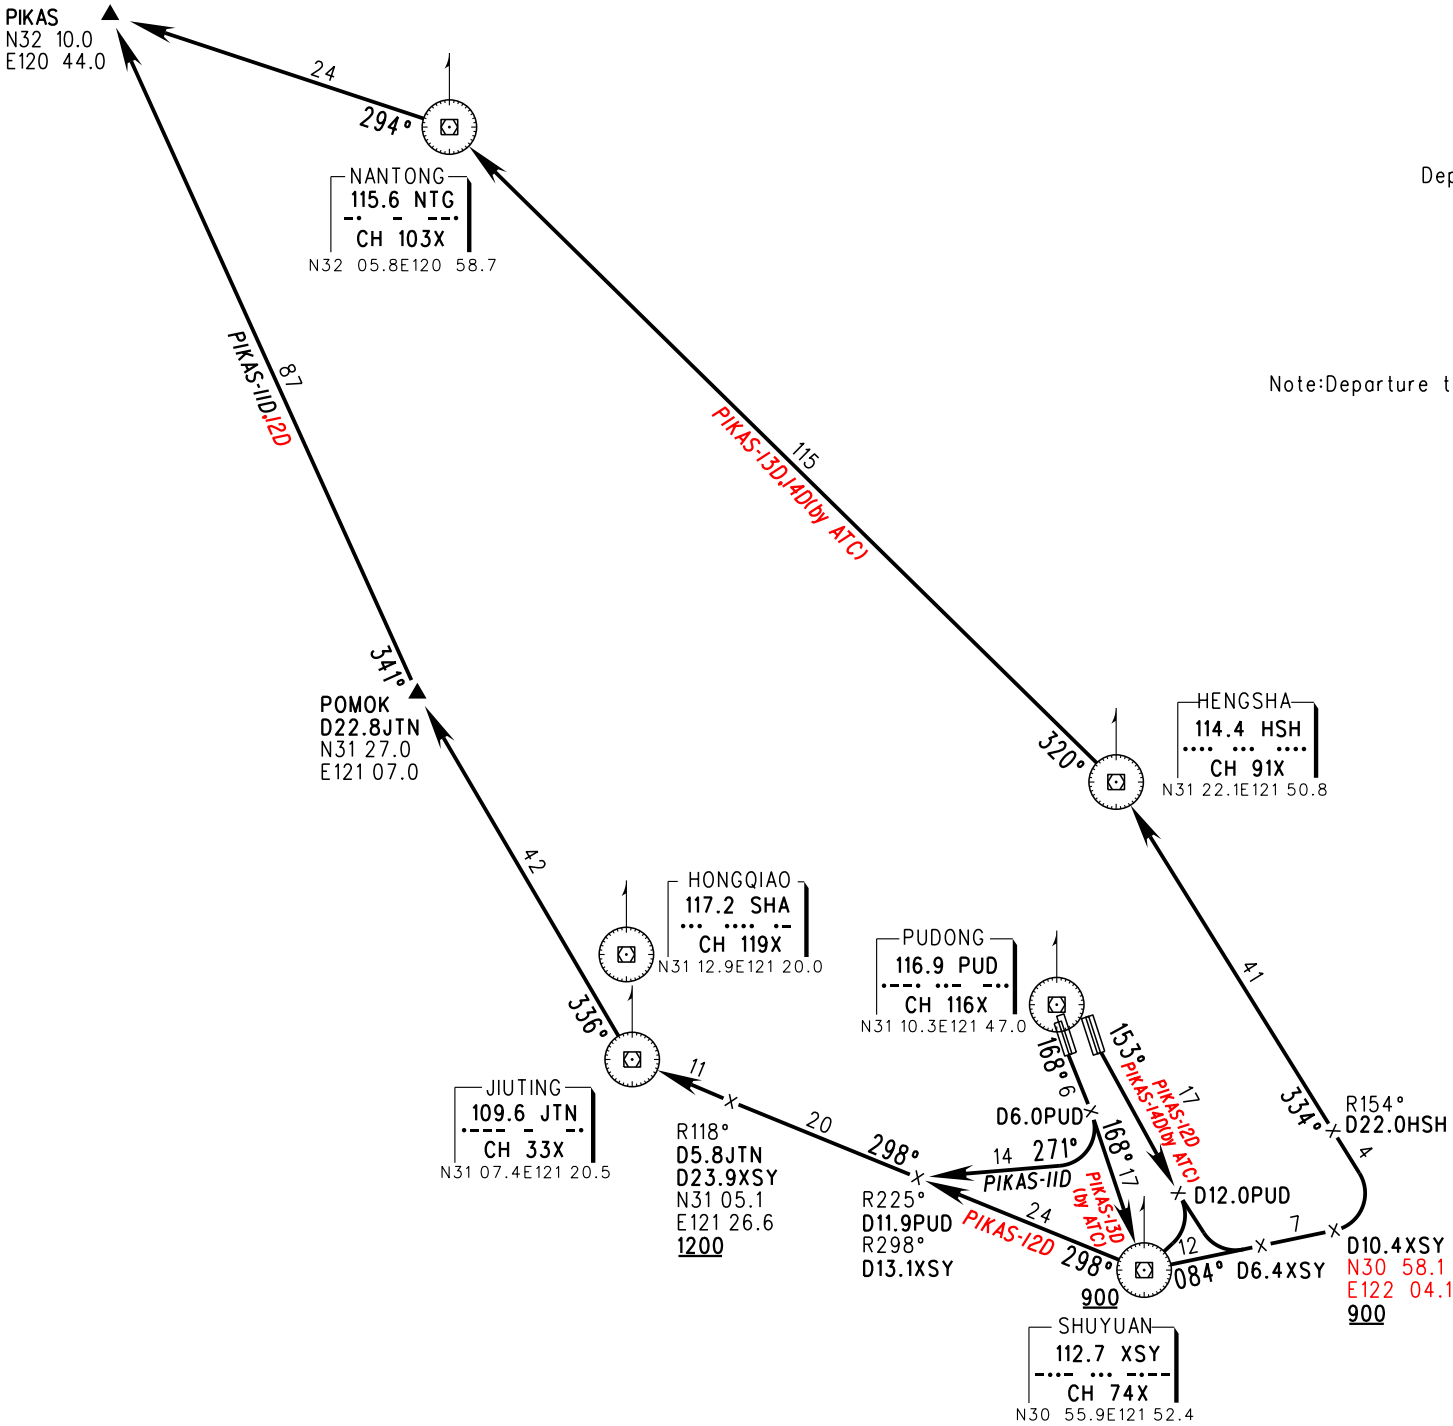 PIKAS
N32 10.0
E120 44.0
24
294°
NANTONG
115.6 NTG
CH 103X
N32 05.8E120 58.7
Dep
Note:Departure t
87
PIKAS-11D,12D
115
PIKAS-13D,14D(by ATC)
341°
POMOK
D22.8JTN
N31 27.0
E121 07.0
320°
HENGSHA
114.4 HSH
CH 91X
N31 22.1E121 50.8
42
HONGQIAO
117.2 SHA
CH 119X
N31 12.9E121 20.0
PUDONG
116.9 PUD
CH 116X
N31 10.3E121 47.0
41
336°
JIUTING
109.6 JTN
CH 33X
N31 07.4E121 20.5
11
20
R118°
D5.8JTN
D23.9XSY
N31 05.1
E121 26.6
1200
298°
168°
6
D6.0PUD
153°
17
PIKAS-12D
PIKAS-14D(by ATC)
334°
R154°
D22.0HSH
4
14
271°
PIKAS-11D
168°
17
PIKAS-13D
(by ATC)
D12.0PUD
R225°
D11.9PUD
R298°
D13.1XSY
24
PIKAS-12D
298°
900
12
084°
D6.4XSY
7
D10.4XSY
N30 58.1
E122 04.1
900
SHUYUAN
112.7 XSY
CH 74X
N30 55.9E121 52.4